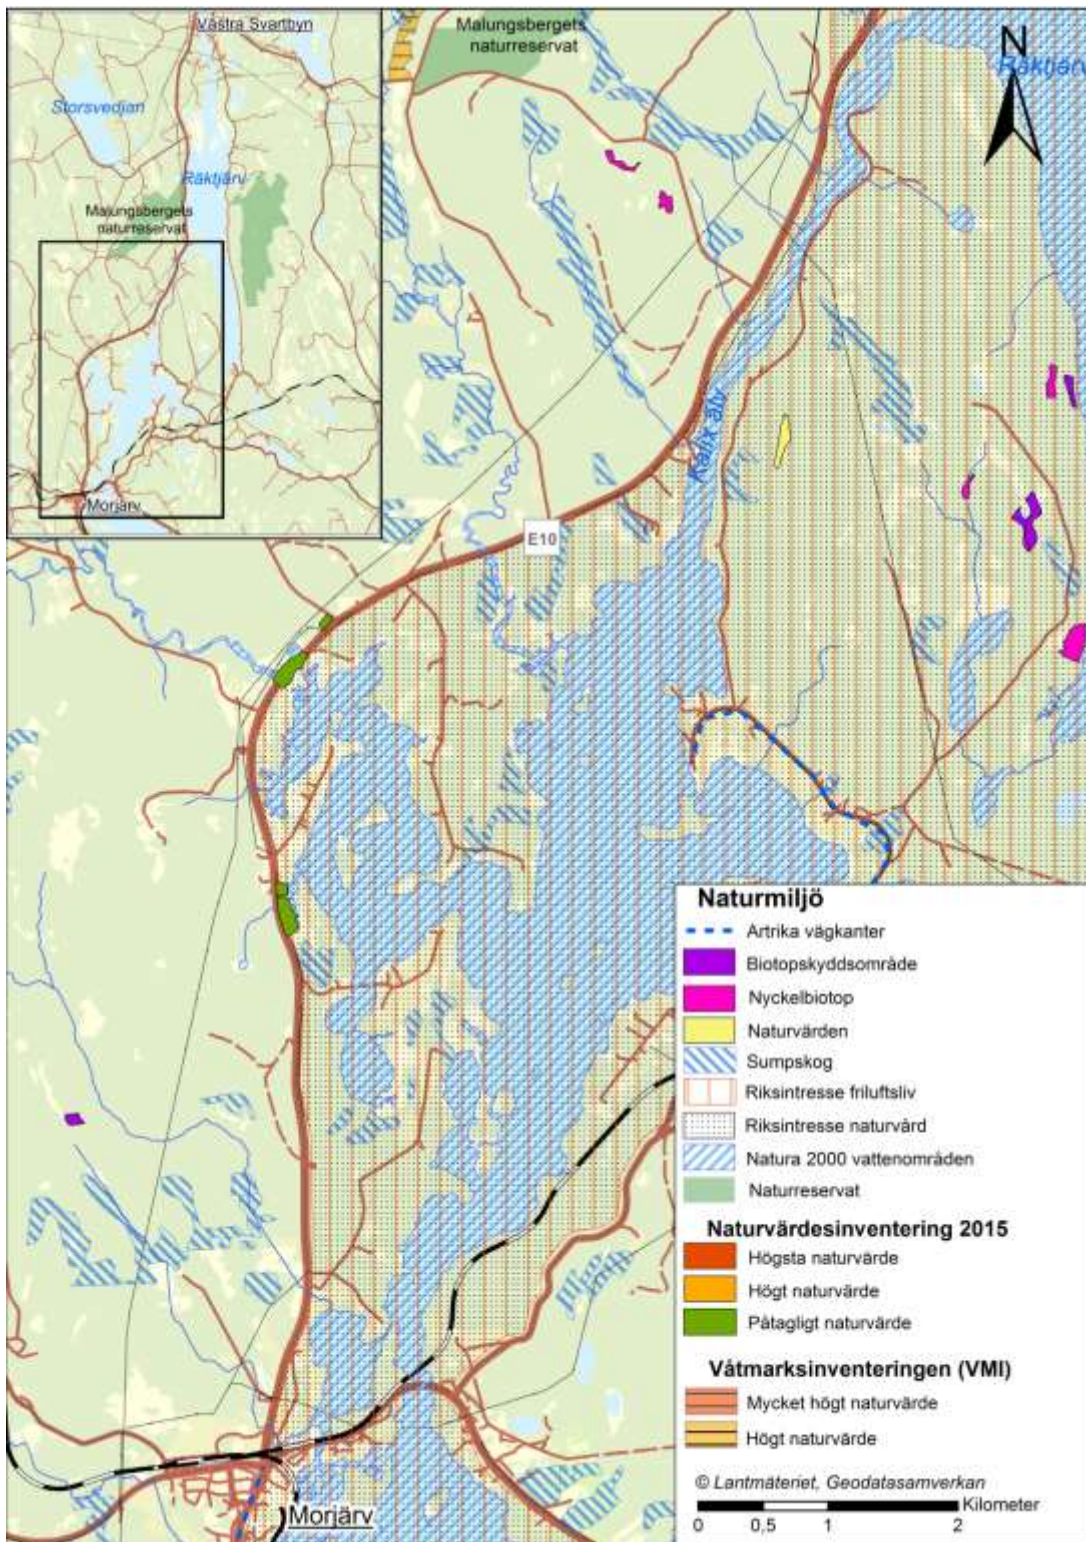 Västra Svartbyn
Storsvedjan
Räktjärv
Malungsbergets
naturreservat
Morjärv
Malungsbergets
naturreservat
N
Räktjärv
Kalix älv
E10
Morjärv
Naturmiljö
Artrika vägkanter
Biotopskyddsområde
Nyckelbiotop
Naturvärden
Sumpskog
Riksintresse friluftsliv
Riksintresse naturvård
Natura 2000 vattenområden
Naturreservat
Naturvärdesinventering 2015
Högsta naturvärde
Högt naturvärde
Påtagligt naturvärde
Våtmarksinventeringen (VMI)
Mycket högt naturvärde
Högt naturvärde
© Lantmäteriet, Geodatasamverkan
Kilometer
0 0,5 1 2